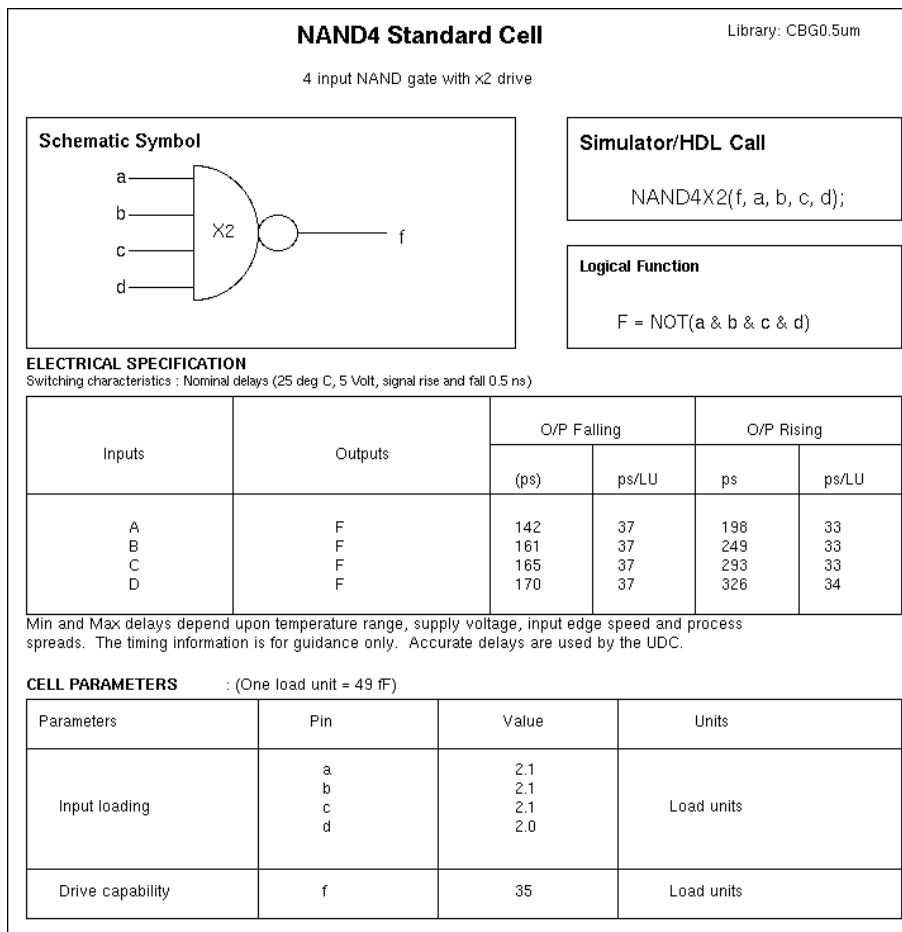 NAND4 Standard Cell
Library: CBG0.5um
4 input NAND gate with x2 drive
Schematic Symbol
a
b
c
d
X2
f
Simulator/HDL Call
NAND4X2(f, a, b, c, d);
Logical Function
F = NOT(a & b & c & d)
ELECTRICAL SPECIFICATION
Switching characteristics : Nominal delays (25 deg C, 5 Volt, signal rise and fall 0.5 ns)
Inputs Outputs O/P Falling O/P Rising
(ps) ps/LU ps ps/LU
A F 142 37 198 33
B F 161 37 249 33
C F 165 37 293 33
D F 170 37 326 34
Min and Max delays depend upon temperature range, supply voltage, input edge speed and process
spreads. The timing information is for guidance only. Accurate delays are used by the UDC.
CELL PARAMETERS : (One load unit = 49 fF)
Parameters Pin Value Units
Input loading
a 2.1
b 2.1
c 2.1
d 2.0
Load units
Drive capability f 35 Load units